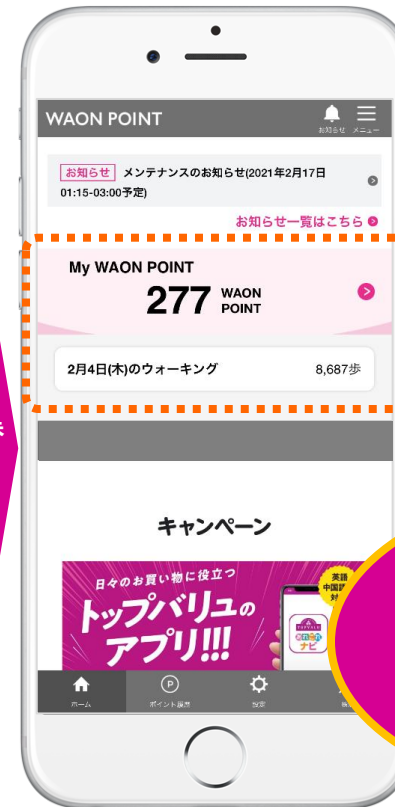 WAON POINT
お知らせ メニュー
お知らせ メンテナンスのお知らせ(2021年2月17日
01:15-03:00予定)
お知らせ一覧はこちら
My WAON POINT
277 WAON
POINT
2月4日(木)のウォーキング 8,687歩
キャンペーン
日々のお買い物に役立つ
トップバリュの
アプリ!!!
英語
TOPVALU
ナビ
P
ホーム ポイント履歴 設定